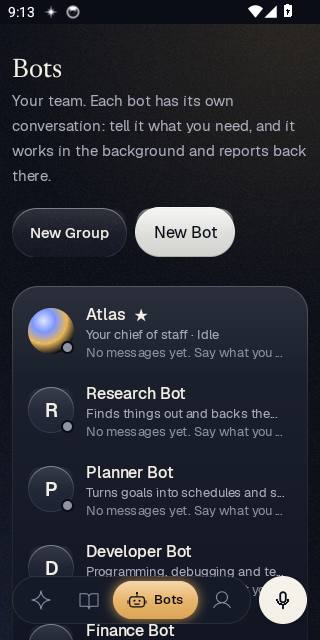 9:13
Bots
Your team. Each bot has its own
conversation: tell it what you need, and it
works in the background and reports back
there.
New Group
New Bot
Atlas ★
Your chief of staff · Idle
No messages yet. Say what you ...
Research Bot
R
Finds things out and backs the...
No messages yet. Say what you ...
Planner Bot
P
Turns goals into schedules and s...
No messages yet. Say what you ...
Developer Bot
D
Programming, debugging and te...
Bots
Finance Bot